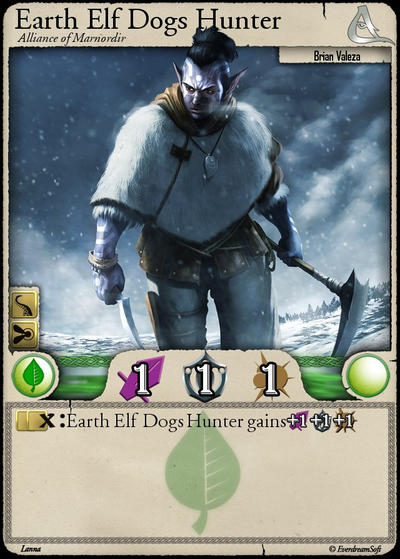 Earth Elf Dogs Hunter
Alliance of Marnordir
Brian Valeza
1 1 1
X :Earth Elf Dogs Hunter gains+1 +1 +1
Lanna
© EverdreamSoft